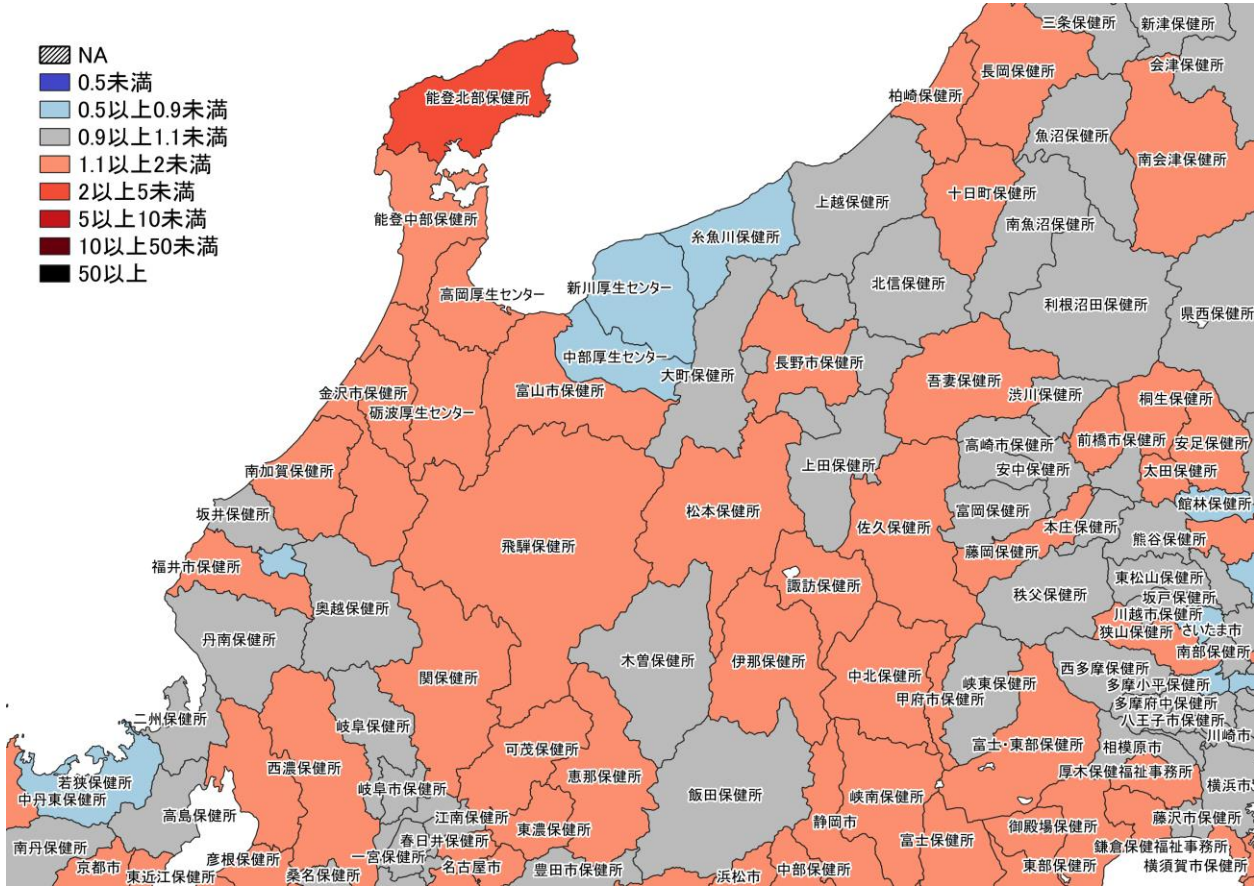 NA
0.5未満
0.5以上0.9未満
0.9以上1.1未満
1.1以上2未満
2以上5未満
5以上10未満
10以上50未満
50以上
三条保健所
新津保健所
会津保健所
長岡保健所
柏崎保健所
能登北部保健所
魚沼保健所
南会津保健所
十日町保健所
上越保健所
南魚沼保健所
能登中部保健所
糸魚川保健所
新川厚生センター
高岡厚生センター
北信保健所
利根沼田保健所
県西保健所
中部厚生センター
大町保健所
長野市保健所
吾妻保健所
渋川保健所
桐生保健所
富山市保健所
金沢市保健所
砺波厚生センター
高崎市保健所
前橋市保健所
安足保健所
安中保健所
太田保健所
上田保健所
南加賀保健所
坂井保健所
松本保健所
佐久保健所
富岡保健所
本庄保健所
館林保健所
熊谷保健所
飛騨保健所
藤岡保健所
福井市保健所
東松山保健所
坂戸保健所
奥越保健所
諏訪保健所
秩父保健所
川越市保健所
狭山保健所
さいたま市
丹南保健所
南部保健所
木曽保健所
伊那保健所
西多摩保健所
関保健所
中北保健所
峡東保健所
多摩小平保健所
甲府市保健所
多摩府中保健所
二州保健所
岐阜保健所
八王子市保健所
川崎市
可茂保健所
富士・東部保健所
相模原市
西濃保健所
恵那保健所
厚木保健福祉事務所
若狭保健所
中丹東保健所
岐阜市保健所
飯田保健所
峡南保健所
横浜市
高島保健所
江南保健所
東濃保健所
静岡市
御殿場保健所
藤沢市保健所
南丹保健所
春日井保健所
富士保健所
鎌倉保健福祉事務所
京都市
彦根保健所
一宮保健所
名古屋市
豊田市保健所
中部保健所
東部保健所
横須賀市保健所
東近江保健所
桑名保健所
浜松市